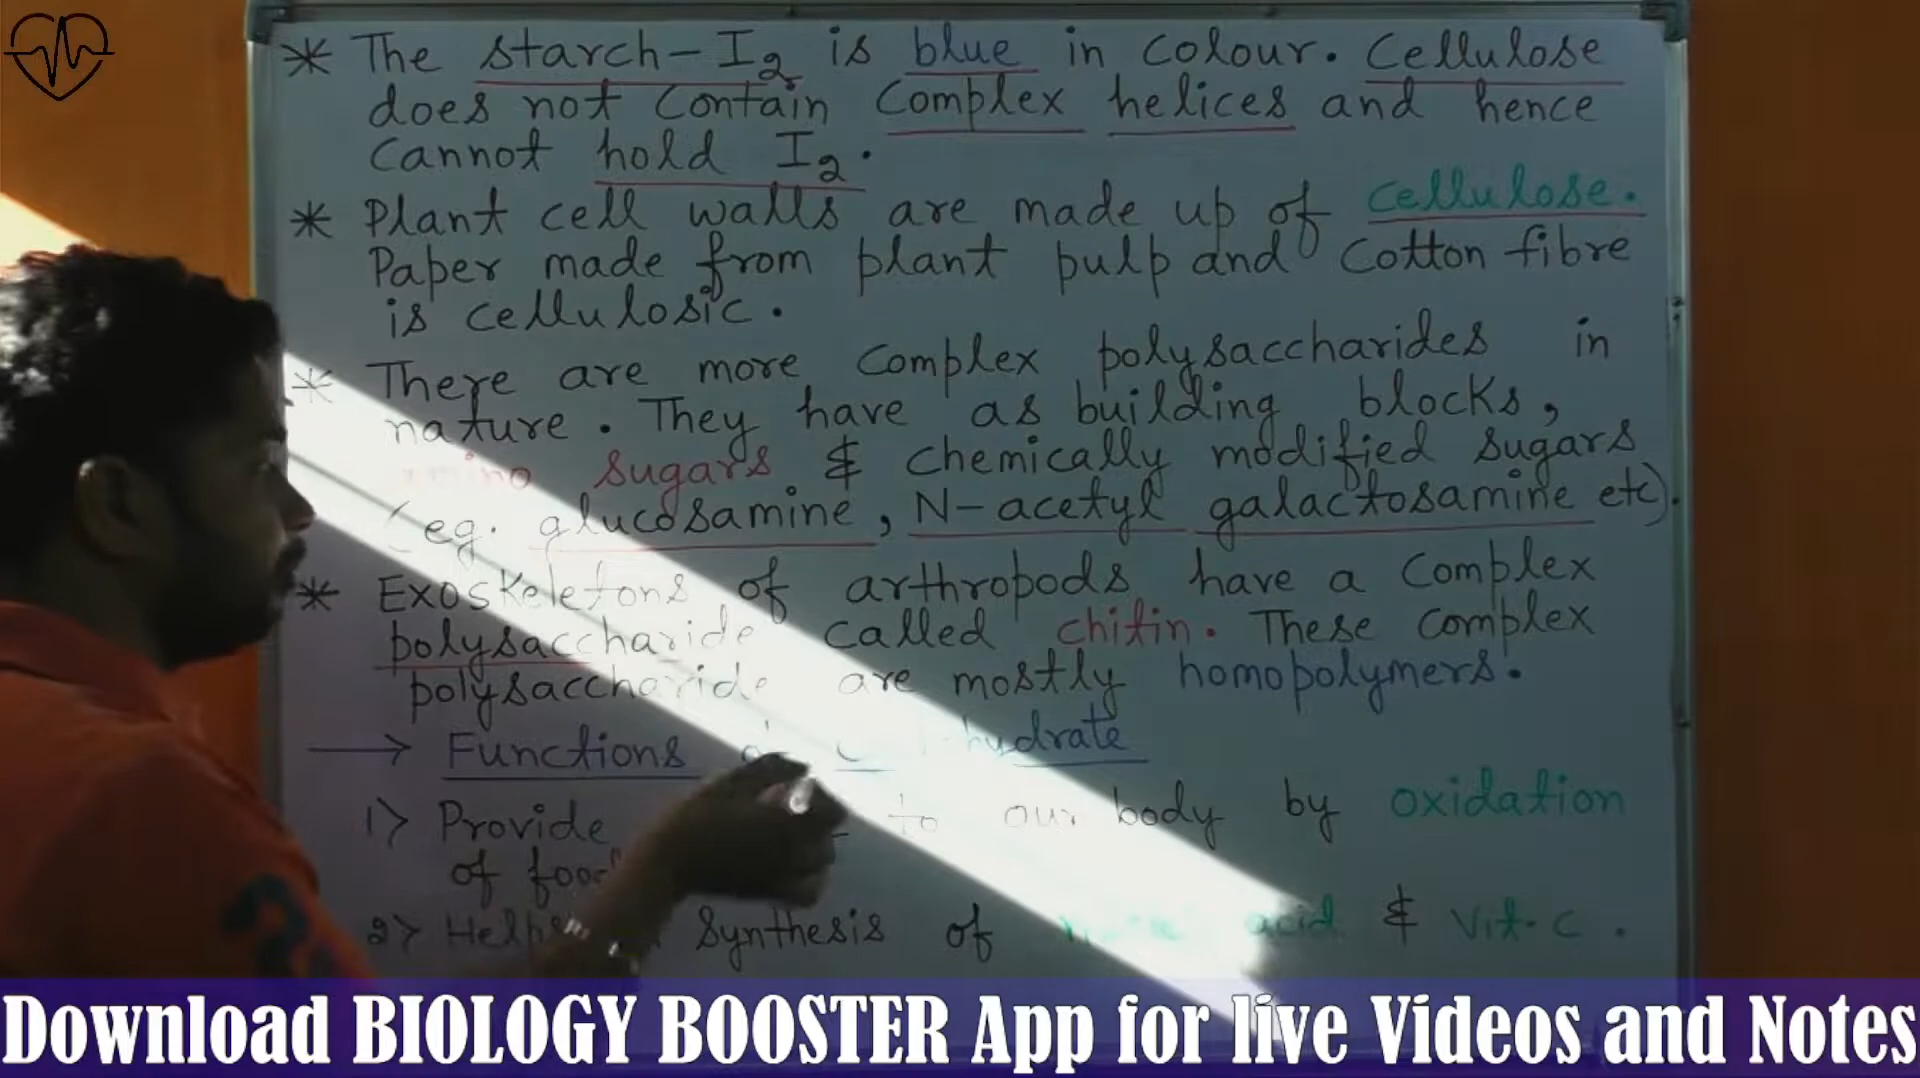 * The starch-I2 is blue in colour. Cellulose
does not contain complex helices and hence
cannot hold I2.
* Plant cell walls are made up of cellulose.
Paper made from plant pulp and cotton fibre
is cellulosic.
* There are more complex polysaccharides in
nature. They have as building blocks,
amino sugars & chemically modified sugars
(eg. glucosamine, N-acetyl galactosamine etc).
* Exoskeletons of arthropods have a complex
polysaccharide called chitin. These complex
polysaccharide are mostly homopolymers.
→ Functions hydrate
1> Provide to our body by oxidation
of food
2> Helps synthesis of acid & Vit. C.
Download BIOLOGY BOOSTER App for live Videos and Notes